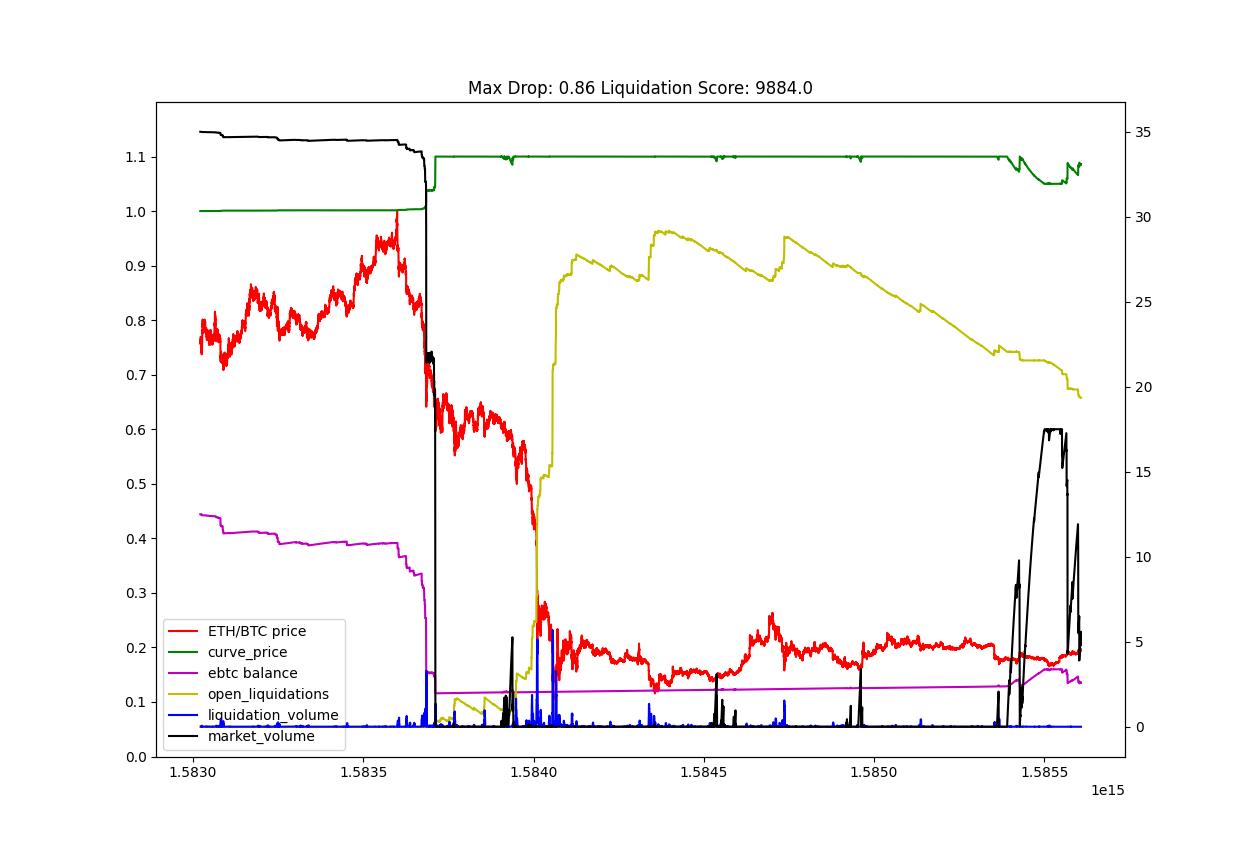 Max Drop: 0.86 Liquidation Score: 9884.0
1.1
1.0
0.9
0.8
0.7
0.6
0.5
0.4
0.3
0.2
0.1
0.0
35
30
25
20
15
10
5
0
ETH/BTC price
curve_price
ebtc balance
open_liquidations
liquidation_volume
market_volume
1.5830 1.5835 1.5840 1.5845 1.5850 1.5855
1e15